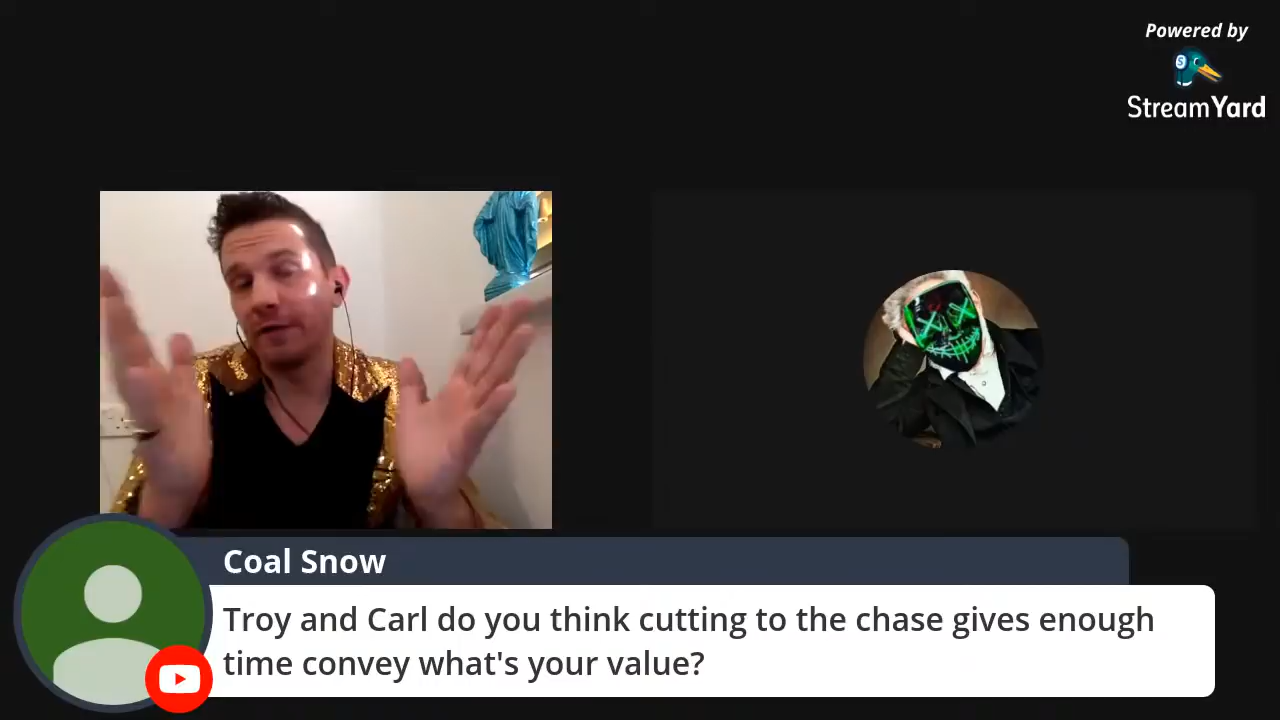 Powered by
StreamYard
Coal Snow
Troy and Carl do you think cutting to the chase gives enough
time convey what's your value?